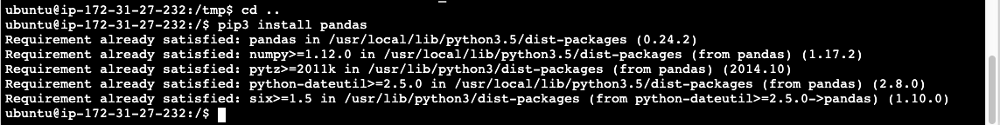 ubuntu@ip-172-31-27-232:/tmp$ cd ..
ubuntu@ip-172-31-27-232:/$ pip3 install pandas
Requirement already satisfied: pandas in /usr/local/lib/python3.5/dist-packages (0.24.2)
Requirement already satisfied: numpy>=1.12.0 in /usr/local/lib/python3.5/dist-packages (from pandas) (1.17.2)
Requirement already satisfied: pytz>=2011k in /usr/lib/python3/dist-packages (from pandas) (2014.10)
Requirement already satisfied: python-dateutil>=2.5.0 in /usr/local/lib/python3.5/dist-packages (from pandas) (2.8.0)
Requirement already satisfied: six>=1.5 in /usr/lib/python3/dist-packages (from python-dateutil>=2.5.0->pandas) (1.10.0)
ubuntu@ip-172-31-27-232:/$